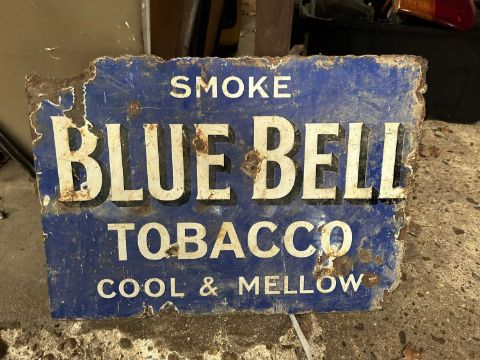 SMOKE
BLUE BELL
TOBACCO
COOL & MELLOW